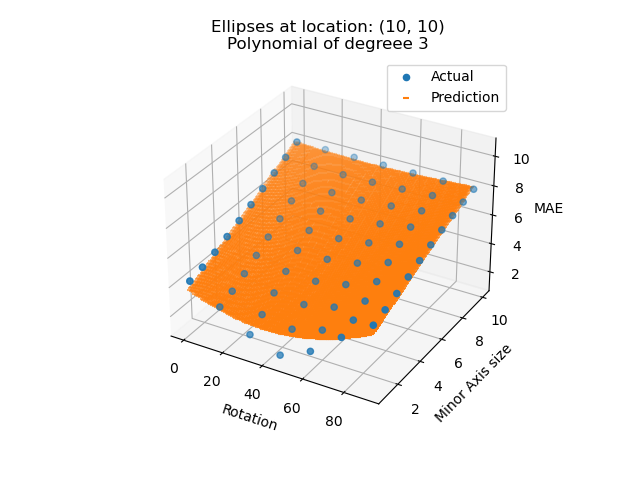 Ellipses at location: (10, 10)
Polynomial of degreee 3
Actual
Prediction
10
8
6
4
2
MAE
10
8
6
4
2
Minor Axis size
0
20
40
60
80
Rotation